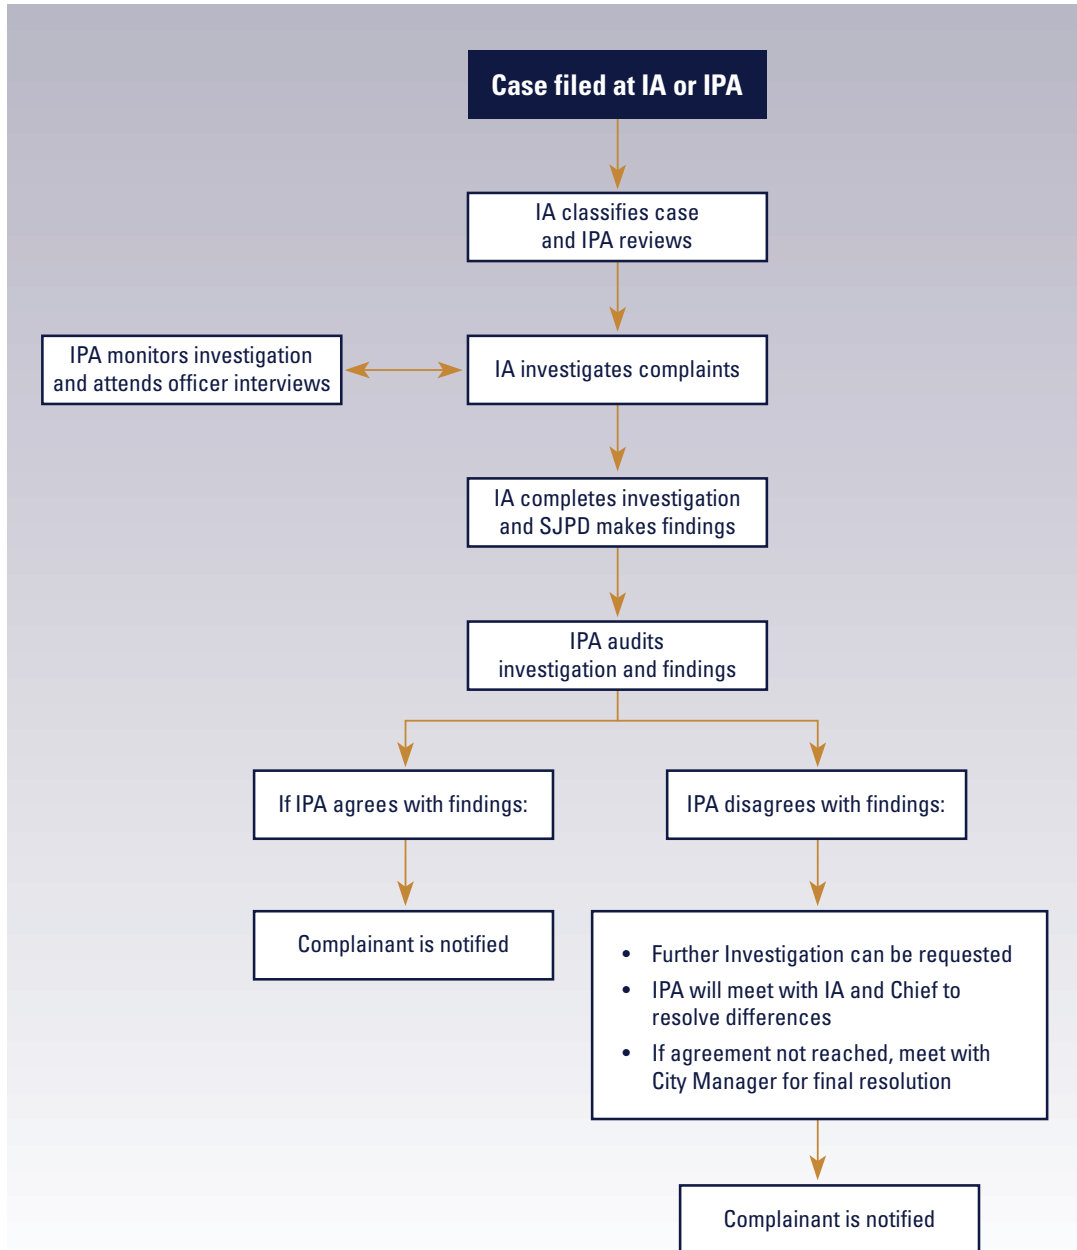 Case filed at IA or IPA
IA classifies case
and IPA reviews
IPA monitors investigation
and attends officer interviews
IA investigates complaints
IA completes investigation
and SJPD makes findings
IPA audits
investigation and findings
If IPA agrees with findings:
IPA disagrees with findings:
Complainant is notified
• Further Investigation can be requested
• IPA will meet with IA and Chief to
resolve differences
• If agreement not reached, meet with
City Manager for final resolution
Complainant is notified